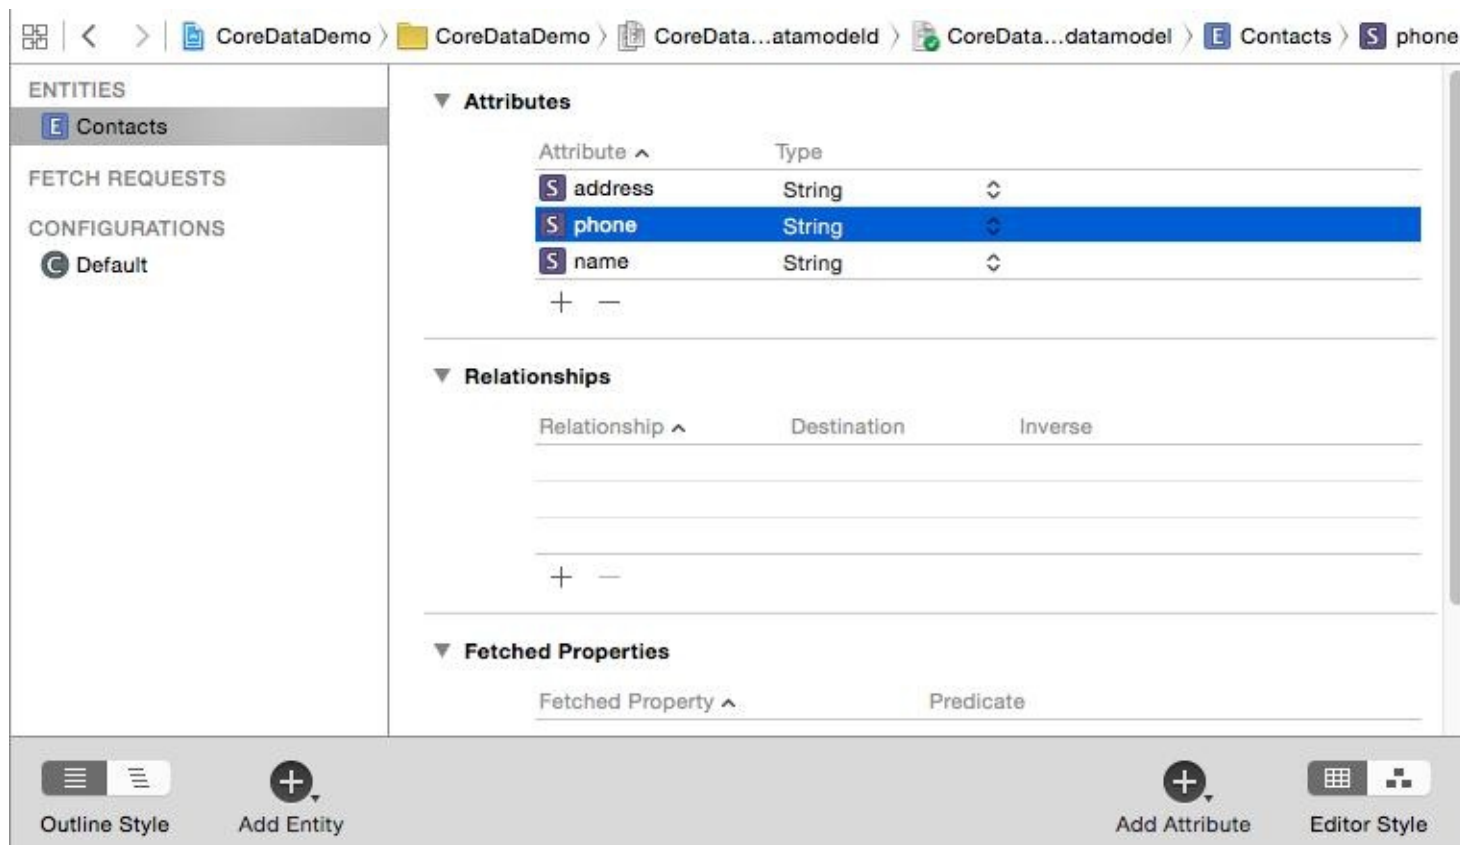 CoreDataDemo CoreDataDemo CoreData...atamodeld CoreData...datamodel E Contacts S phone
ENTITIES
E Contacts
FETCH REQUESTS
CONFIGURATIONS
C Default
Attributes
Attribute Type
S address String
S phone String
S name String
Relationships
Relationship Destination Inverse
Fetched Properties
Fetched Property Predicate
Outline Style Add Entity Add Attribute Editor Style